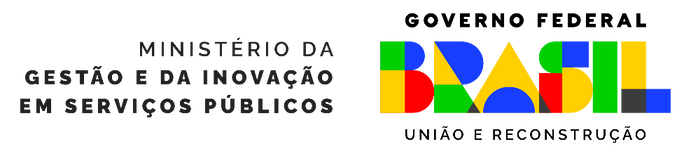 MINISTÉRIO DA
GESTÃO E DA INOVAÇÃO
EM SERVIÇOS PÚBLICOS
GOVERNO FEDERAL
BRASIL
UNIÃO E RECONSTRUÇÃO